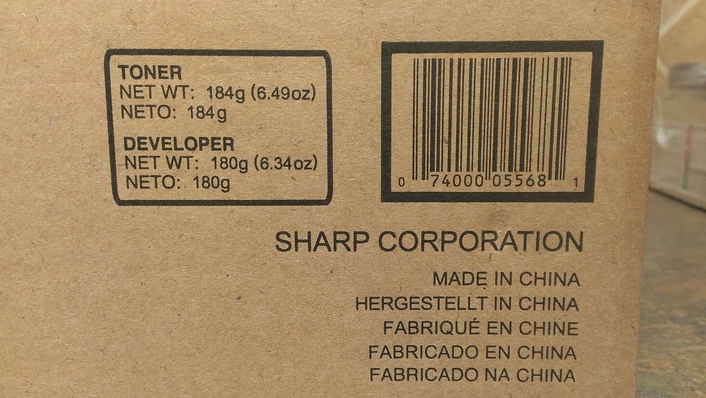 TONER
NET WT: 184g (6.49oz)
NETO: 184g
DEVELOPER
NET WT: 180g (6.34oz)
NETO: 180g
0 74000 05568 1
SHARP CORPORATION
MADE IN CHINA
HERGESTELLT IN CHINA
FABRIQUÉ EN CHINE
FABRICADO EN CHINA
FABRICADO NA CHINA